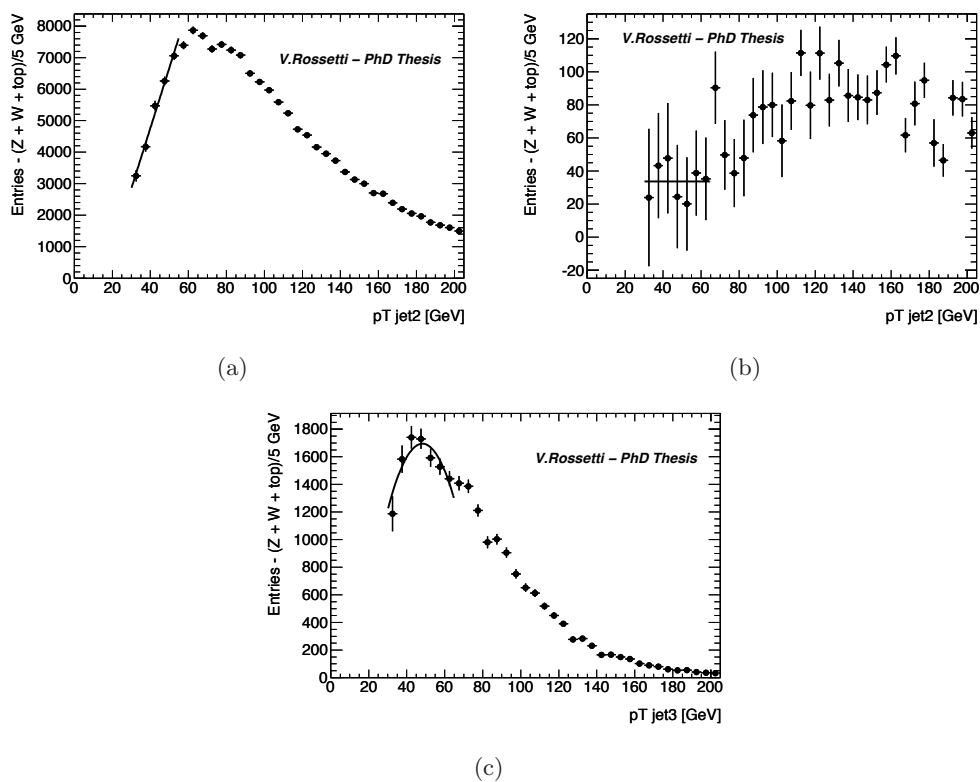 Entries - (Z + W + top)/5 GeV
8000
7000
6000
5000
4000
3000
2000
1000
0
V.Rossetti – PhD Thesis
0 20 40 60 80 100 120 140 160 180 200
pT jet2 [GeV]
(a)
Entries - (Z + W + top)/5 GeV
120
100
80
60
40
20
0
-20
V.Rossetti – PhD Thesis
0 20 40 60 80 100 120 140 160 180 200
pT jet2 [GeV]
(b)
Entries - (Z + W + top)/5 GeV
1800
1600
1400
1200
1000
800
600
400
200
0
V.Rossetti – PhD Thesis
0 20 40 60 80 100 120 140 160 180 200
pT jet3 [GeV]
(c)